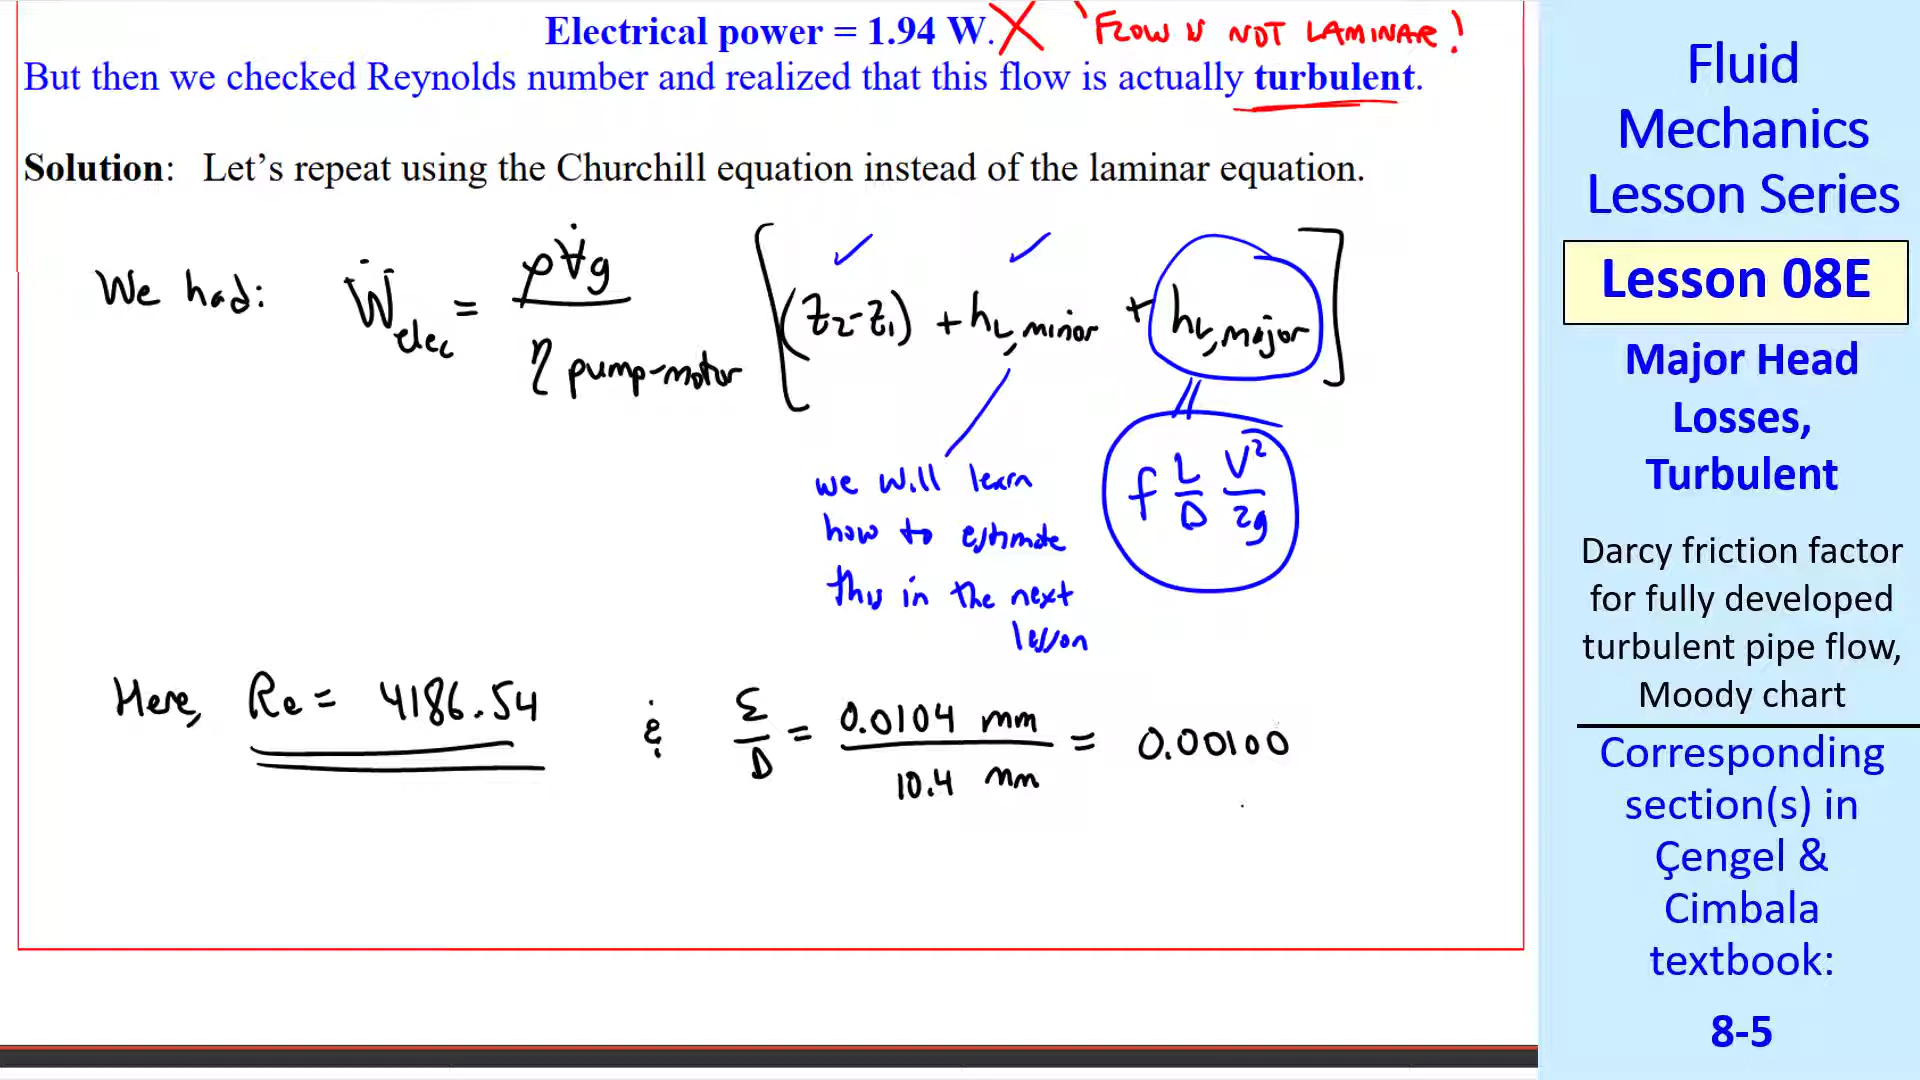 Electrical power = 1.94 W. X FLOW IS NOT LAMINAR!
But then we checked Reynolds number and realized that this flow is actually turbulent.
Solution: Let's repeat using the Churchill equation instead of the laminar equation.
We had: Ẇelec = ρV̇g / η pump-motor [(z₂-z₁) + hL,minor + hL,major]
f L/D V²/2g
we will learn
how to estimate
this in the next
lesson
Here, Re = 4186.54 & ε/D = 0.0104 mm / 10.4 mm = 0.00100
Fluid
Mechanics
Lesson Series
Lesson 08E
Major Head
Losses,
Turbulent
Darcy friction factor
for fully developed
turbulent pipe flow,
Moody chart
Corresponding
section(s) in
Çengel &
Cimbala
textbook:
8-5